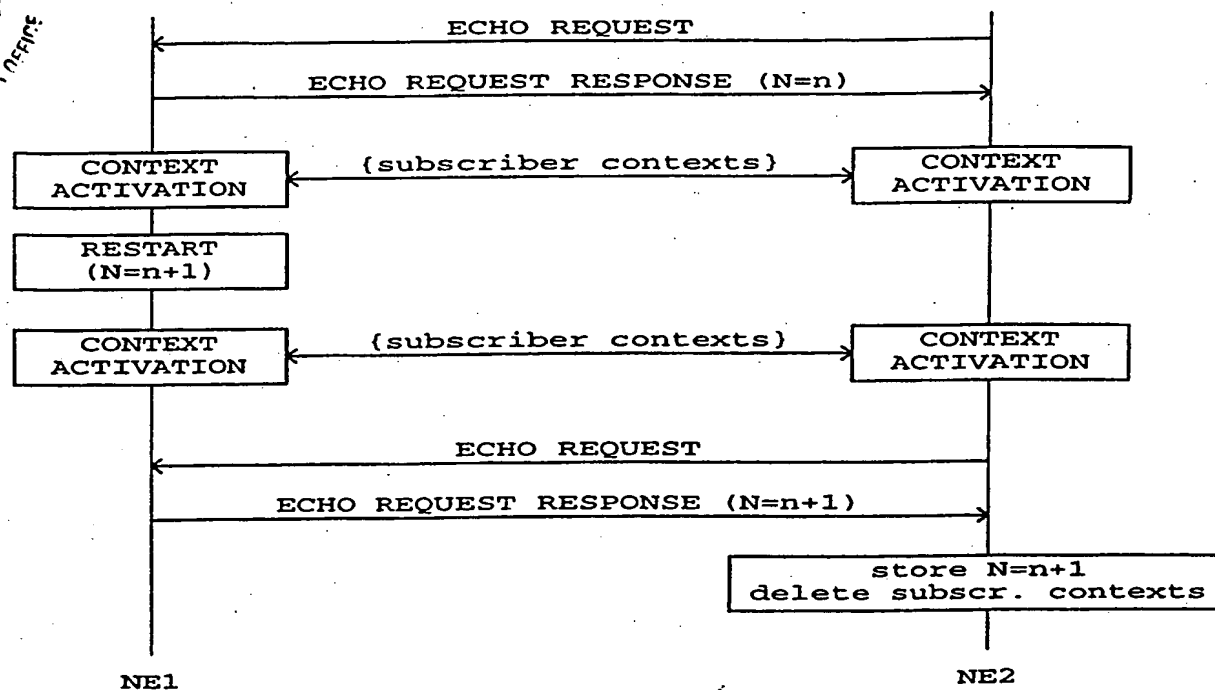 OFFICE
ECHO REQUEST
ECHO REQUEST RESPONSE (N=n)
CONTEXT
ACTIVATION
{subscriber contexts}
CONTEXT
ACTIVATION
RESTART
(N=n+1)
CONTEXT
ACTIVATION
{subscriber contexts}
CONTEXT
ACTIVATION
ECHO REQUEST
ECHO REQUEST RESPONSE (N=n+1)
store N=n+1
delete subscr. contexts
NE1
NE2